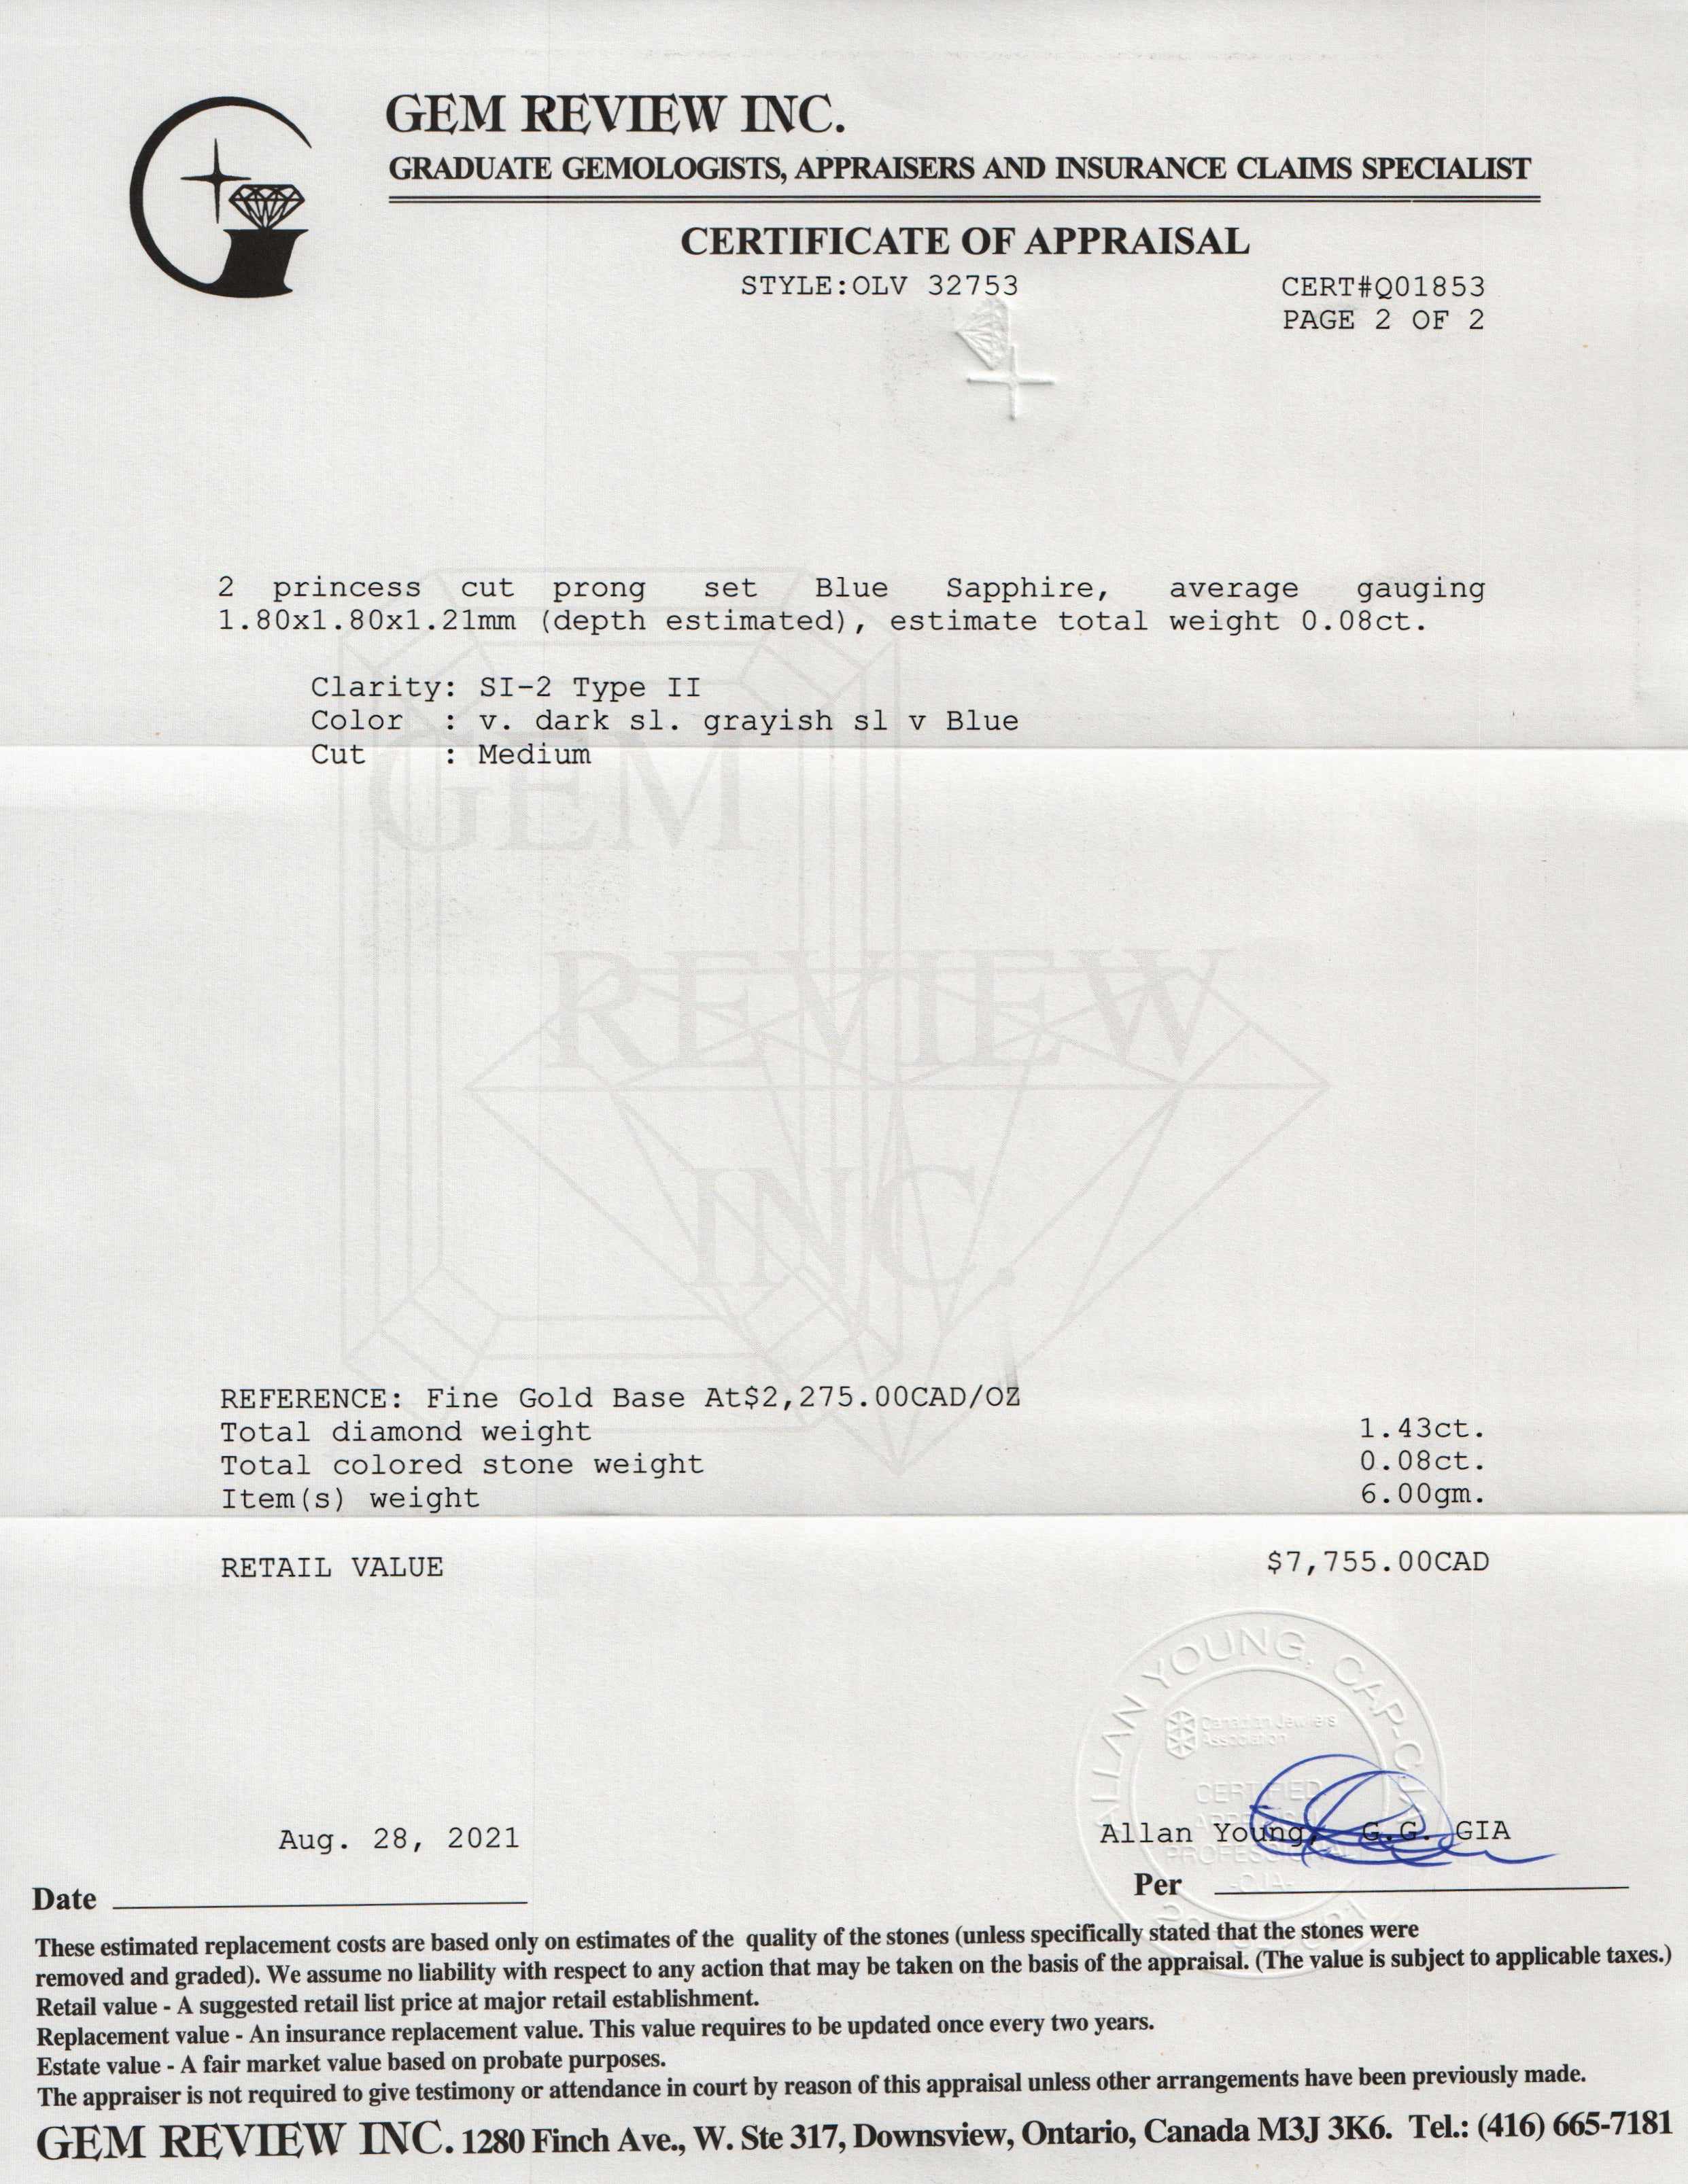 GEM REVIEW INC.
GRADUATE GEMOLOGISTS, APPRAISERS AND INSURANCE CLAIMS SPECIALIST
CERTIFICATE OF APPRAISAL
STYLE:OLV 32753
CERT#Q01853
PAGE 2 OF 2
2 princess cut prong set Blue Sapphire, average gauging
1.80x1.80x1.21mm (depth estimated), estimate total weight 0.08ct.
Clarity: SI-2 Type II
Color : v. dark sl. grayish sl v Blue
Cut : Medium
GEM
REVIEW
INC.
REFERENCE: Fine Gold Base At$2,275.00CAD/OZ
Total diamond weight 1.43ct.
Total colored stone weight 0.08ct.
Item(s) weight 6.00gm.
RETAIL VALUE $7,755.00CAD
ALLAN YOUNG,
Canadian Jewellers
Association
CERTIFIED
PROFESSIONAL
Aug. 28, 2021
Allan Young, G.G. GIA
Date
Per
These estimated replacement costs are based only on estimates of the quality of the stones (unless specifically stated that the stones were
removed and graded). We assume no liability with respect to any action that may be taken on the basis of the appraisal. (The value is subject to applicable taxes.)
Retail value - A suggested retail list price at major retail establishment.
Replacement value - An insurance replacement value. This value requires to be updated once every two years.
Estate value - A fair market value based on probate purposes.
The appraiser is not required to give testimony or attendance in court by reason of this appraisal unless other arrangements have been previously made.
GEM REVIEW INC. 1280 Finch Ave., W. Ste 317, Downsview, Ontario, Canada M3J 3K6. Tel.: (416) 665-7181